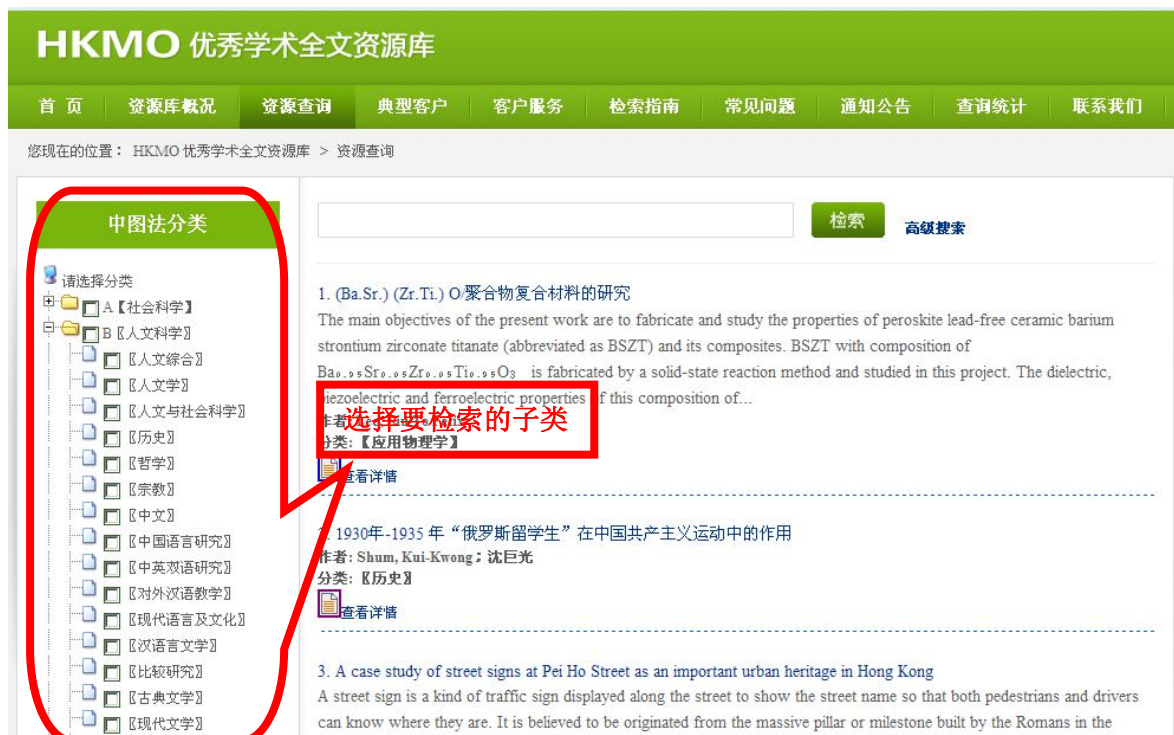 HKMO 优秀学术全文资源库
首 页 资源库概况 资源查询 典型客户 客户服务 检索指南 常见问题 通知公告 查询统计 联系我们
您现在的位置： HKMO 优秀学术全文资源库 > 资源查询
中图法分类
请选择分类
A【社会科学】
B〖人文科学〗
〖人文综合〗
〖人文学〗
〖人文与社会科学〗
〖历史〗
〖哲学〗
〖宗教〗
〖中文〗
〖中国语言研究〗
〖中英双语研究〗
〖对外汉语教学〗
〖现代语言及文化〗
〖汉语言文学〗
〖比较研究〗
〖古典文学〗
〖现代文学〗
检索 高级搜索
1. (Ba.Sr.) (Zr.Ti.) O/聚合物复合材料的研究
The main objectives of the present work are to fabricate and study the properties of peroskite lead-free ceramic barium
strontium zirconate titanate (abbreviated as BSZT) and its composites. BSZT with composition of
Ba₀.₉₅Sr₀.₀₅Zr₀.₀₅Ti₀.₉₅O₃ is fabricated by a solid-state reaction method and studied in this project. The dielectric,
piezoelectric and ferroelectric properties of this composition of...
选择要检索的子类
作者:
分类:【应用物理学】
查看详情
2. 1930年-1935 年“俄罗斯留学生”在中国共产主义运动中的作用
作者: Shum, Kui-Kwong；沈巨光
分类:〖历史〗
查看详情
3. A case study of street signs at Pei Ho Street as an important urban heritage in Hong Kong
A street sign is a kind of traffic sign displayed along the street to show the street name so that both pedestrians and drivers
can know where they are. It is believed to be originated from the massive pillar or milestone built by the Romans in the